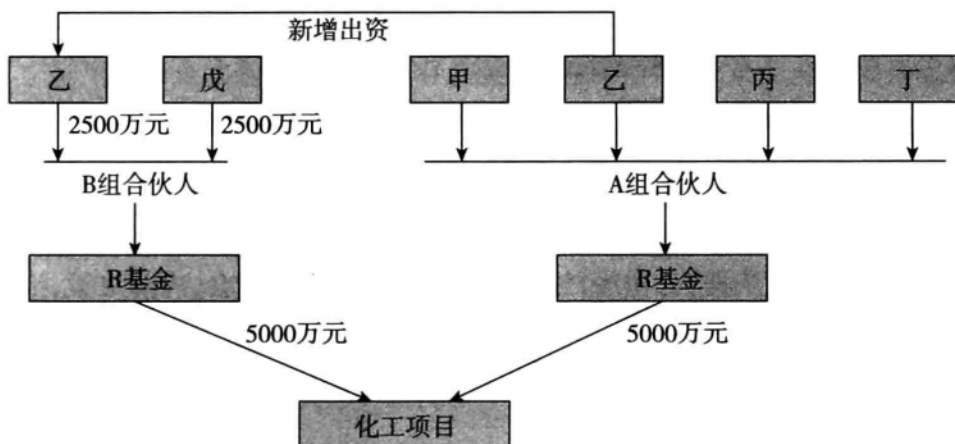 新增出资
乙 戊 甲 乙 丙 丁
2500万元 2500万元
B组合伙人 A组合伙人
R基金 R基金
5000万元 5000万元
化工项目